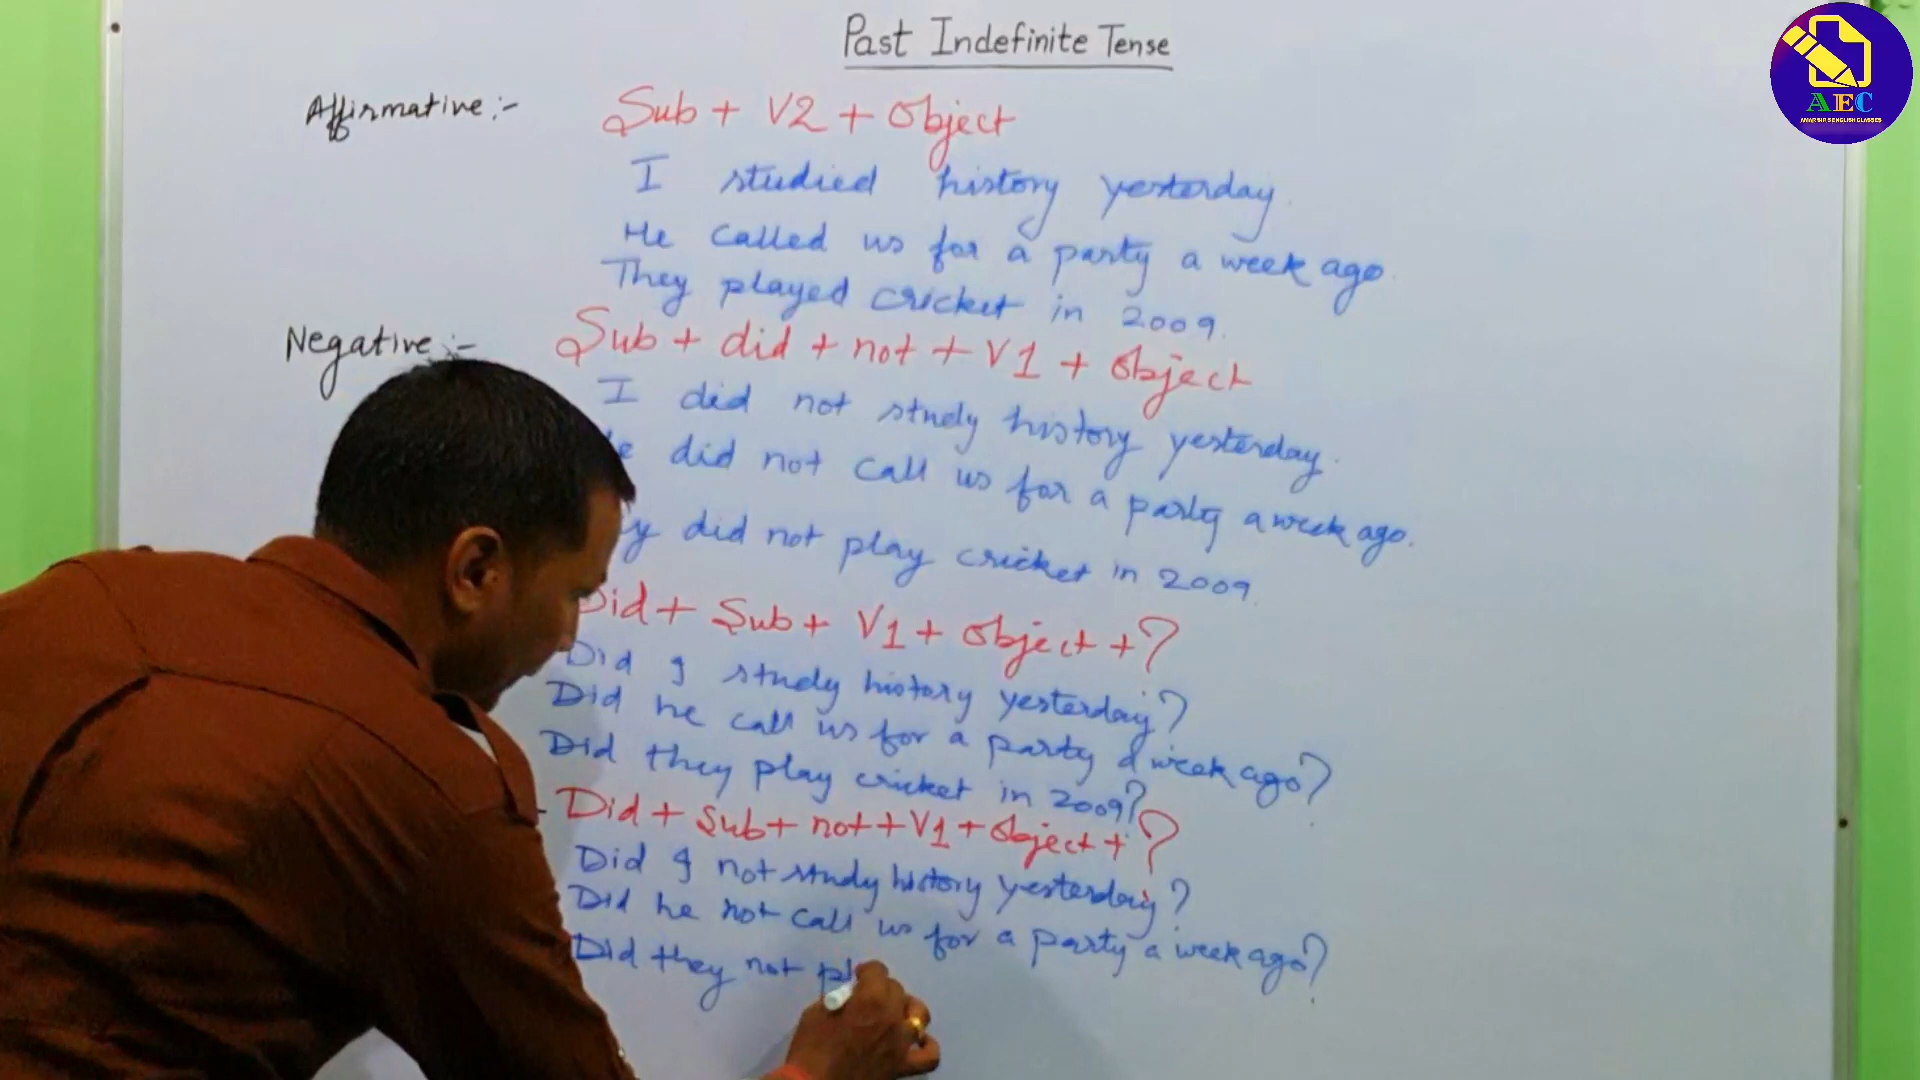 Past Indefinite Tense
Affirmative :- Sub + V2 + Object
I studied history yesterday.
He called us for a party a week ago.
They played cricket in 2009.
Negative :- Sub + did + not + V1 + Object
I did not study history yesterday.
did not call us for a party a week ago.
did not play cricket in 2009.
Did + Sub + V1 + Object + ?
Did I study history yesterday?
Did he call us for a party a week ago?
Did they play cricket in 2009?
- Did + Sub + not + V1 + Object + ?
Did I not study history yesterday?
Did he not call us for a party a week ago?
Did they not pl
AEC